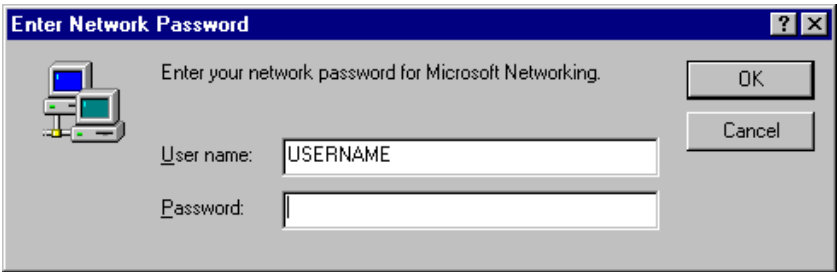 Enter Network Password
Enter your network password for Microsoft Networking.
OK
Cancel
User name: USERNAME
Password: